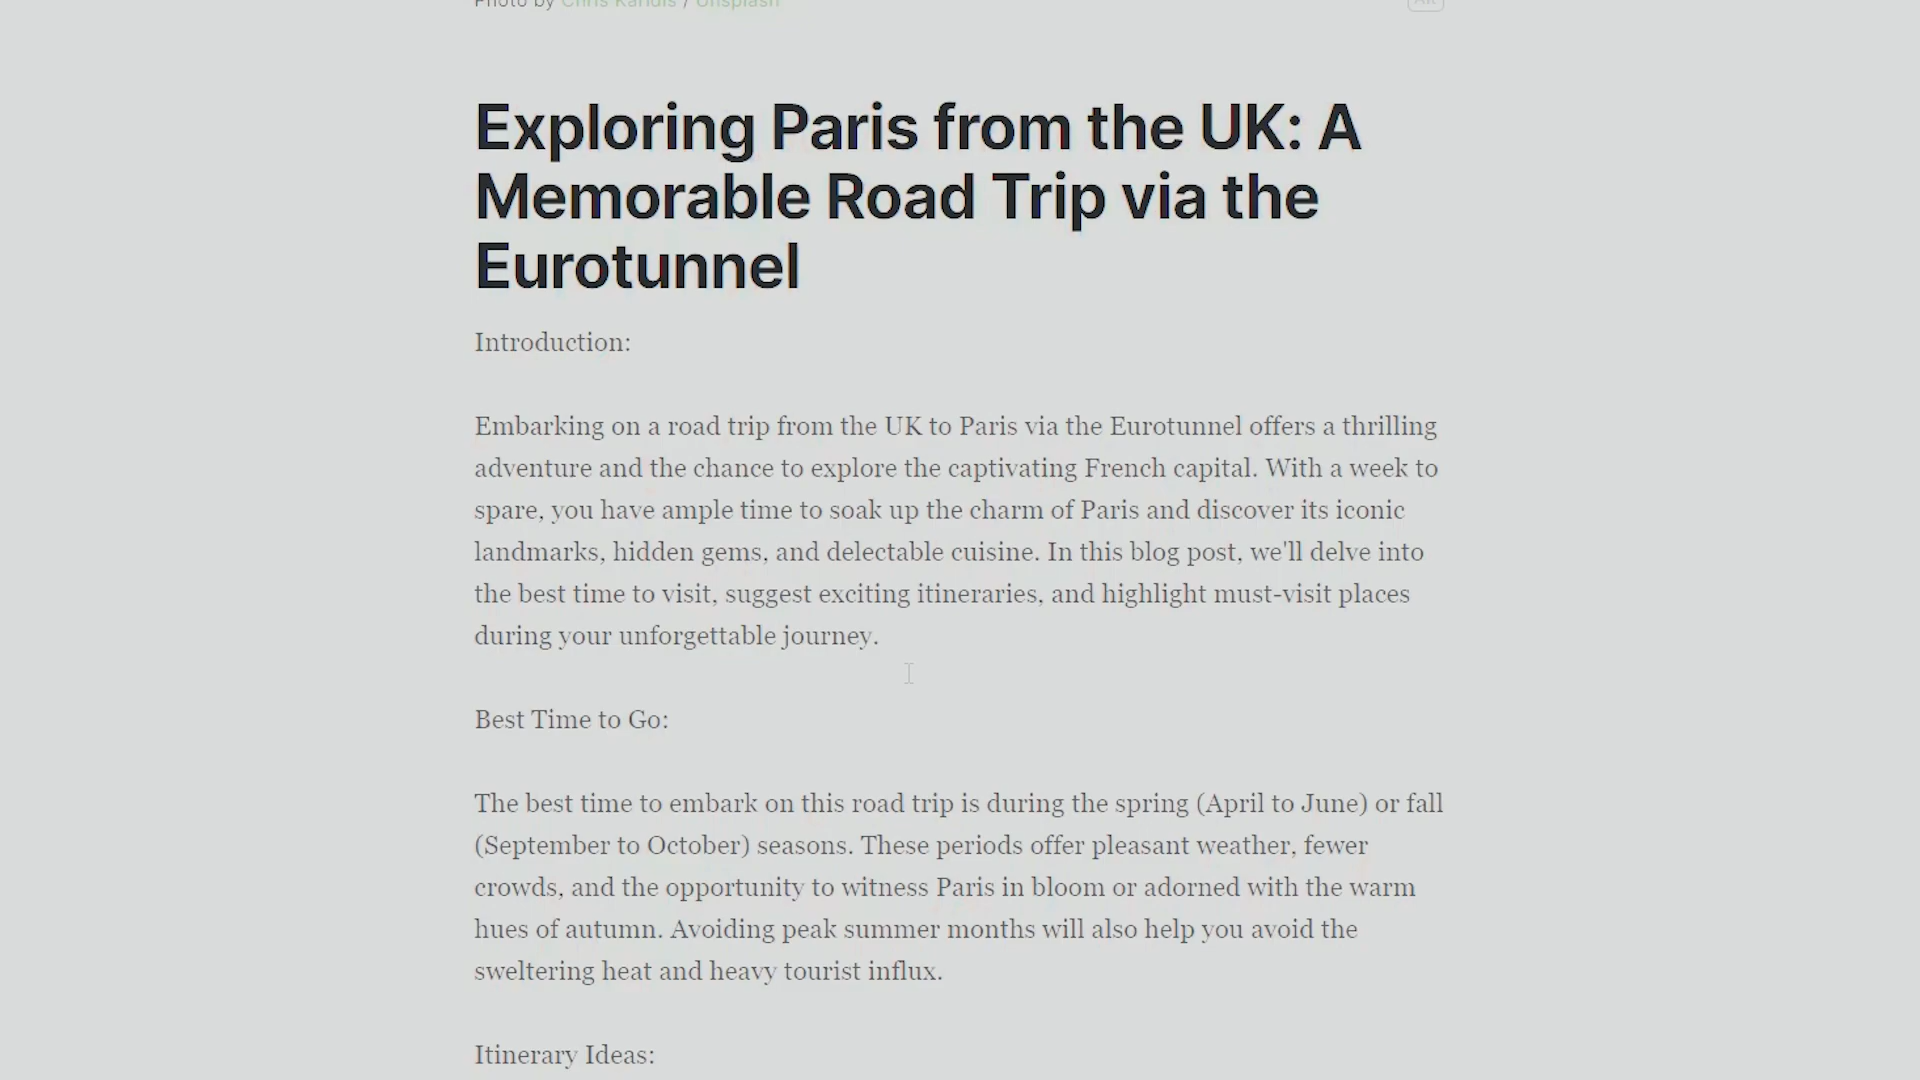 Photo by Chris Karidis / Unsplash
Alt
Exploring Paris from the UK: A
Memorable Road Trip via the
Eurotunnel
Introduction:
Embarking on a road trip from the UK to Paris via the Eurotunnel offers a thrilling
adventure and the chance to explore the captivating French capital. With a week to
spare, you have ample time to soak up the charm of Paris and discover its iconic
landmarks, hidden gems, and delectable cuisine. In this blog post, we'll delve into
the best time to visit, suggest exciting itineraries, and highlight must-visit places
during your unforgettable journey.
Best Time to Go:
The best time to embark on this road trip is during the spring (April to June) or fall
(September to October) seasons. These periods offer pleasant weather, fewer
crowds, and the opportunity to witness Paris in bloom or adorned with the warm
hues of autumn. Avoiding peak summer months will also help you avoid the
sweltering heat and heavy tourist influx.
Itinerary Ideas: